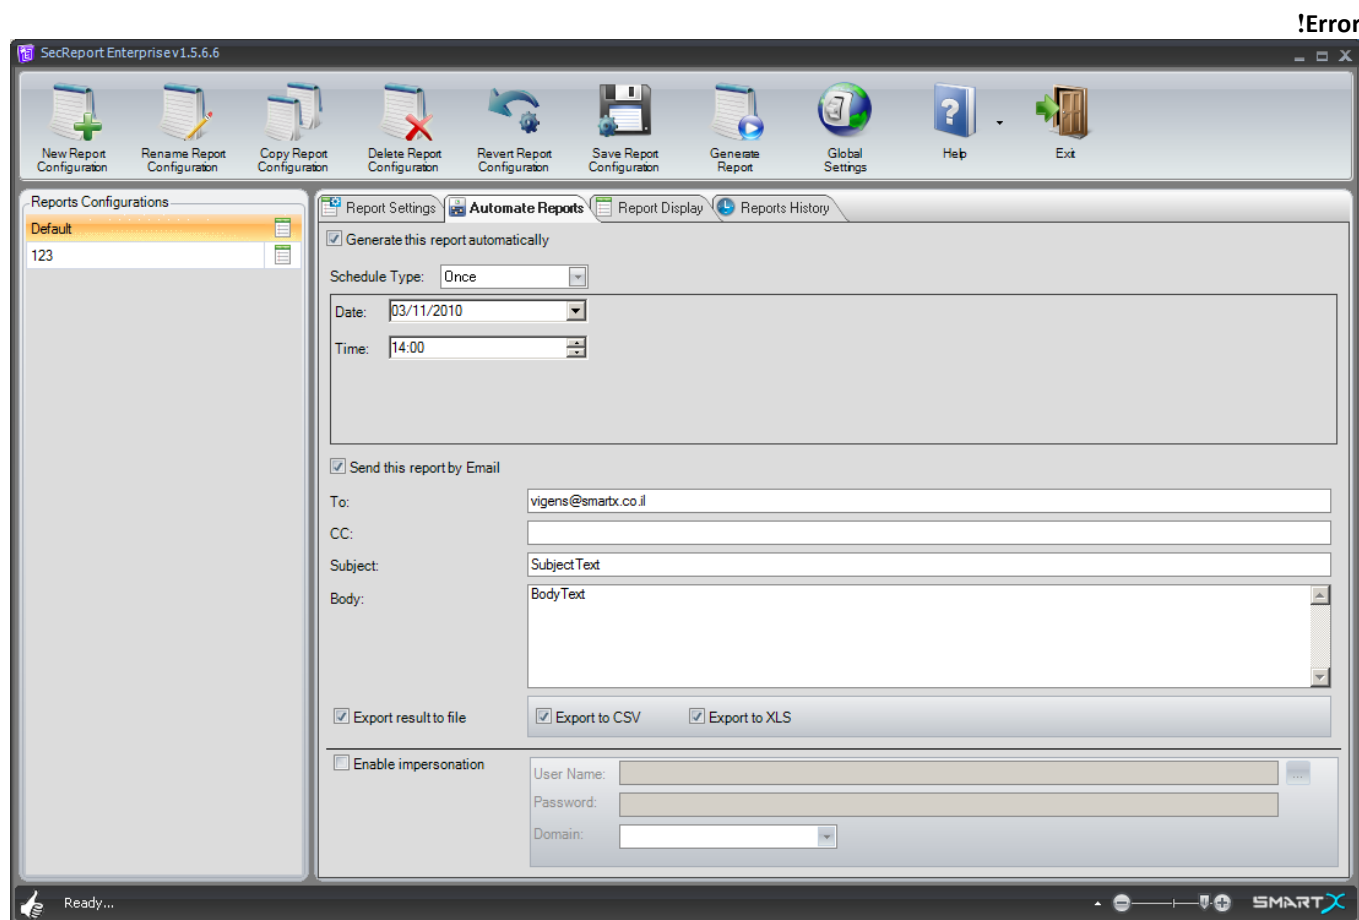 !Error
SecReport Enterprise v1.5.6.6
New Report Configuration
Rename Report Configuration
Copy Report Configuration
Delete Report Configuration
Revert Report Configuration
Save Report Configuration
Generate Report
Global Settings
Help
Exit
Reports Configurations
Default
123
Report Settings
Automate Reports
Report Display
Reports History
Generate this report automatically
Schedule Type: Once
Date: 03/11/2010
Time: 14:00
Send this report by Email
To: vigens@smartx.co.il
CC:
Subject: SubjectText
Body: BodyText
Export result to file
Export to CSV
Export to XLS
Enable impersonation
User Name:
...
Password:
Domain:
Ready...
SMARTX